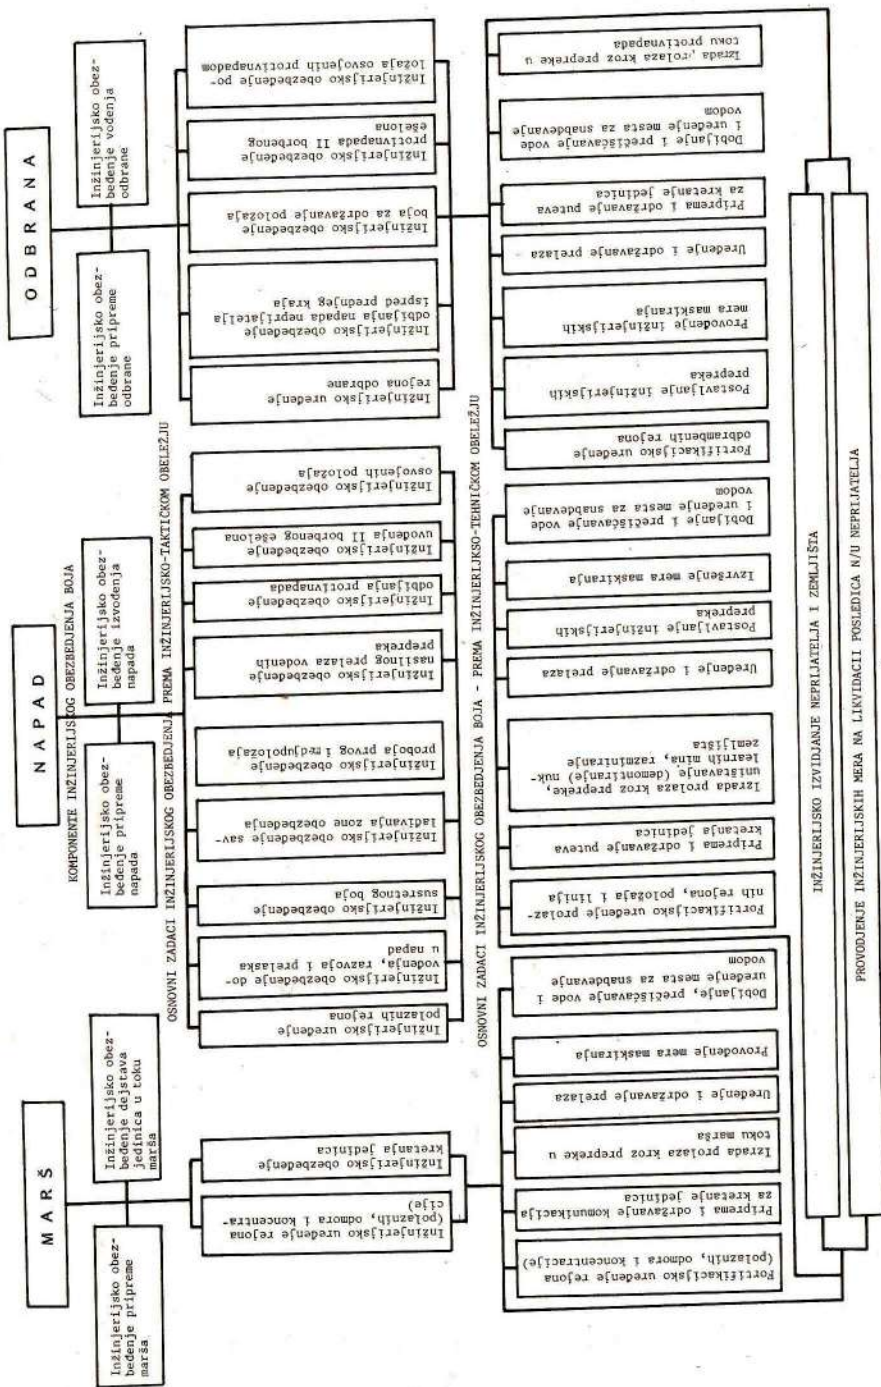 MARŠ
Inžinjerijsko obez-
beđenje pripreme
marša
Inžinjerijsko obez-
beđenje dejstava
jedinica u toku
marša
NAPAD
KOMPONENTE INŽINJERIJSKOG OBEZBEDJENJA BOJA
Inžinjerijsko obez-
beđenje pripreme
napada
Inžinjerijsko obez-
beđenje izvođenja
napada
ODBRANA
Inžinjerijsko obez-
beđenje pripreme
odbrane
Inžinjerijsko obez-
beđenje vođenja
odbrane
OSNOVNI ZADACI INŽINJERIJSKOG OBEZBEDJENJA PREMA INŽINJERIJSKO-TAKTIČKOM OBELEŽJU
Inžinjerijsko uređenje rejona
(polaznih, odmora i koncentra-
cije)
Inžinjerijsko obezbeđenje
kretanja jedinica
Inžinjerijsko uređenje
polaznih rejona
Inžinjerijsko obezbeđenje do-
vođenja, razvoja i prelaska
u napad
Inžinjerijsko obezbeđenje
susretnog boja
Inžinjerijsko obezbeđenje sav-
lađivanja zone obezbeđenja
Inžinjerijsko obezbeđenje
proboja prvog i medjupoložaja
Inžinjerijsko obezbeđenje
nasilnog prelaza vodenih
prepreka
Inžinjerijsko obezbeđenje
odbijanja protivnapada
Inžinjerijsko obezbeđenje
uvođenja II borbenog ešelona
Inžinjerijsko obezbeđenje
osvojenih položaja
Inžinjerijsko uređenje
rejona odbrane
Inžinjerijsko obezbeđenje
odbijanja napada neprijatelja
ispred prednjeg kraja
Inžinjerijsko obezbeđenje
boja za održavanje položaja
Inžinjerijsko obezbeđenje
protivnapada II borbenog
ešelona
Inžinjerijsko obezbeđenje po-
ložaja osvojenih protivnapadom
OSNOVNI ZADACI INŽINJERIJSKOG OBEZBEDJENJA BOJA - PREMA INŽINJERIJKSO-TEHNIČKOM OBELEŽJU
Fortifikacijsko uređenje rejona
(polaznih, odmora i koncentracije)
Priprema i održavanje komunikacija
za kretanje jedinica
Izrada prolaza kroz prepreke u
toku marša
Uređenje i održavanje prelaza
Provođenje mera maskiranja
Dobijanje, prečišćavanje vode i
uređenje mesta za snabdevanje
vodom
Fortifikacijsko uređenje prolaz-
nih rejona, položaja i linija
Priprema i održavanje puteva
kretanja jedinica
Izrada prolaza kroz prepreke,
uništavanje (demontiranje) nuk-
learnih mina, razminiranje
zemljišta
Uređenje i održavanje prelaza
Postavljanje inžinjerijskih
prepreka
Izvršenje mera maskiranja
Dobijanje i prečišćavanje vode
i uređenje mesta za snabdevanje
vodom
Fortifikacijsko uređenje
odbrambenih rejona
Postavljanje inžinjerijskih
prepreka
Provođenje inžinjerijskih
mera maskiranja
Uređenje i održavanje prelaza
Priprema i održavanje puteva
za kretanje jedinica
Dobijanje i prečišćavanje vode
i uređenje mesta za snabdevanje
vodom
Izrada rolaza kroz prepreke u
toku protivnapada
INŽINJERIJSKO IZVIDJANJE NEPRIJATELJA I ZEMLJIŠTA
PROVODJENJE INŽINJERIJSKIH MERA NA LIKVIDACIJI POSLEDICA N/U NEPRIJATELJA